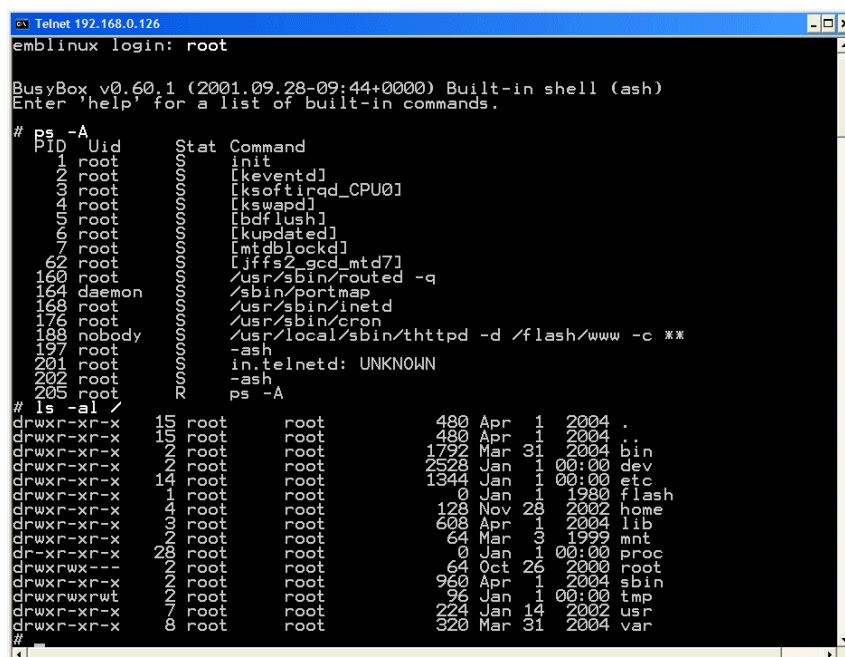 Telnet 192.168.0.126
emblinux login: root
BusyBox v0.60.1 (2001.09.28-09:44+0000) Built-in shell (ash)
Enter 'help' for a list of built-in commands.
# ps -A
  PID  Uid     Stat Command
    1 root     S    init
    2 root     S    [keventd]
    3 root     S    [ksoftirqd_CPU0]
    4 root     S    [kswapd]
    5 root     S    [bdflush]
    6 root     S    [kupdated]
    7 root     S    [mtdblockd]
   62 root     S    [jffs2_gcd_mtd7]
  160 root     S    /usr/sbin/routed -q
  164 daemon   S    /sbin/portmap
  168 root     S    /usr/sbin/inetd
  176 root     S    /usr/sbin/cron
  188 nobody   S    /usr/local/sbin/thttpd -d /flash/www -c **
  197 root     S    -ash
  201 root     S    in.telnetd: UNKNOWN
  202 root     S    -ash
  205 root     R    ps -A
# ls -al /
drwxr-xr-x   15 root     root          480 Apr  1  2004 .
drwxr-xr-x   15 root     root          480 Apr  1  2004 ..
drwxr-xr-x    2 root     root         1792 Mar 31  2004 bin
drwxr-xr-x    2 root     root         2528 Jan  1 00:00 dev
drwxr-xr-x   14 root     root         1344 Jan  1 00:00 etc
drwxr-xr-x    1 root     root            0 Jan  1  1980 flash
drwxr-xr-x    4 root     root          128 Nov 28  2002 home
drwxr-xr-x    3 root     root          608 Apr  1  2004 lib
drwxr-xr-x    2 root     root           64 Mar  3  1999 mnt
dr-xr-xr-x   28 root     root            0 Jan  1 00:00 proc
drwxrwx---    2 root     root           64 Oct 26  2000 root
drwxr-xr-x    2 root     root          960 Apr  1  2004 sbin
drwxrwxrwt    2 root     root           96 Jan  1 00:00 tmp
drwxr-xr-x    7 root     root          224 Jan 14  2002 usr
drwxr-xr-x    8 root     root          320 Mar 31  2004 var
#